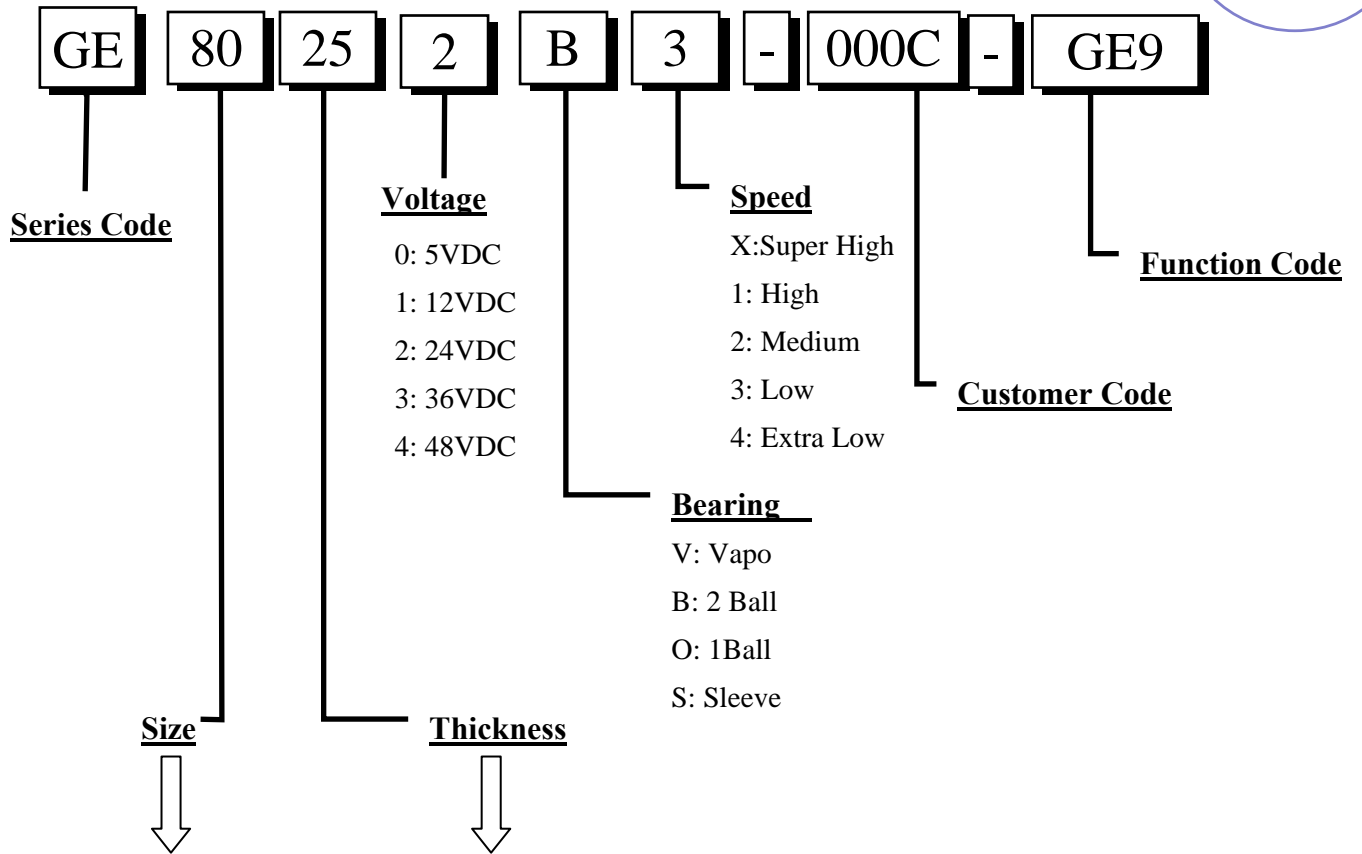 GE 80 25 2 B 3 - 000C - GE9
Series Code
Voltage
0: 5VDC
1: 12VDC
2: 24VDC
3: 36VDC
4: 48VDC
Speed
X:Super High
1: High
2: Medium
3: Low
4: Extra Low
Function Code
Customer Code
Bearing
V: Vapo
B: 2 Ball
O: 1Ball
S: Sleeve
Size
Thickness